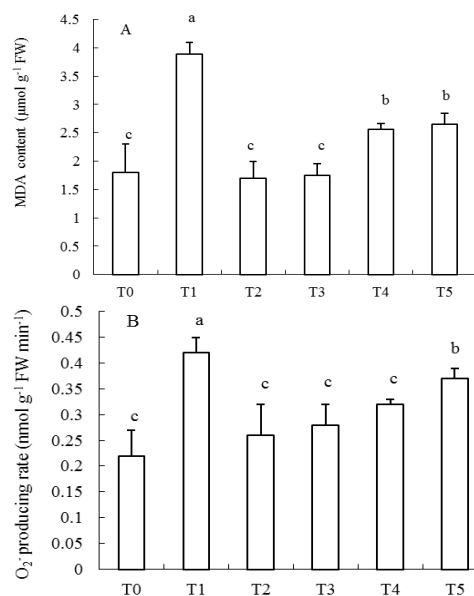 A
MDA content (μmol g⁻¹ FW)
4.5
4
3.5
3
2.5
2
1.5
1
0.5
0
a
b
b
c
c
c
T0 T1 T2 T3 T4 T5
B
O₂⁻ producing rate (nmol g⁻¹ FW min⁻¹)
0.5
0.45
0.4
0.35
0.3
0.25
0.2
0.15
0.1
0.05
0
a
b
c
c
c
c
T0 T1 T2 T3 T4 T5